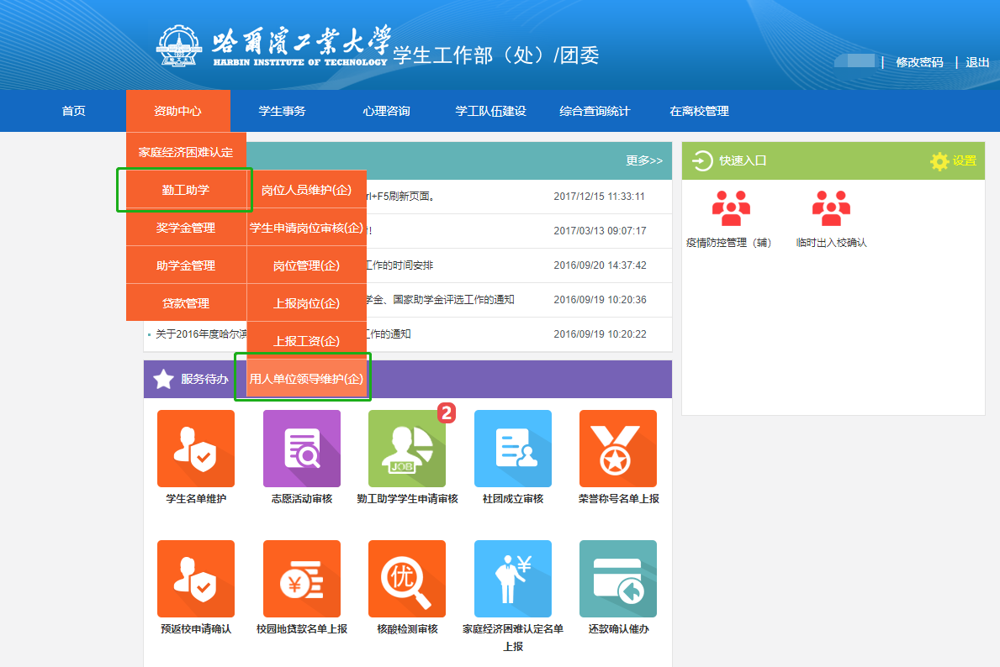 哈爾濱工業大學
HARBIN INSTITUTE OF TECHNOLOGY
学生工作部（处）/团委
修改密码 | 退出
首页 资助中心 学生事务 心理咨询 学工队伍建设 综合查询统计 在离校管理
家庭经济困难认定
勤工助学
奖学金管理
助学金管理
贷款管理
岗位人员维护(企)
学生申请岗位审核(企)
岗位管理(企)
上报岗位(企)
上报工资(企)
用人单位领导维护(企)
更多>>
rl+F5刷新页面。 2017/12/15 11:33:11
! 2017/03/13 09:07:17
工作的时间安排 2016/09/20 14:37:42
学金、国家助学金评选工作的通知 2016/09/19 10:20:36
关于2016年度哈尔滨 工作的通知 2016/09/19 10:20:22
快速入口 设置
疫情防控管理（辅） 临时出入校确认
服务待办
2
JOB
学生名单维护 志愿活动审核 勤工助学学生申请审核 社团成立审核 荣誉称号名单上报
¥ 优 ¥
预返校申请确认 校园地贷款名单上报 核酸检测审核 家庭经济困难认定名单 还款确认催办
上报